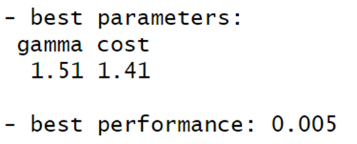 - best parameters:
gamma cost
1.51 1.41
- best performance: 0.005